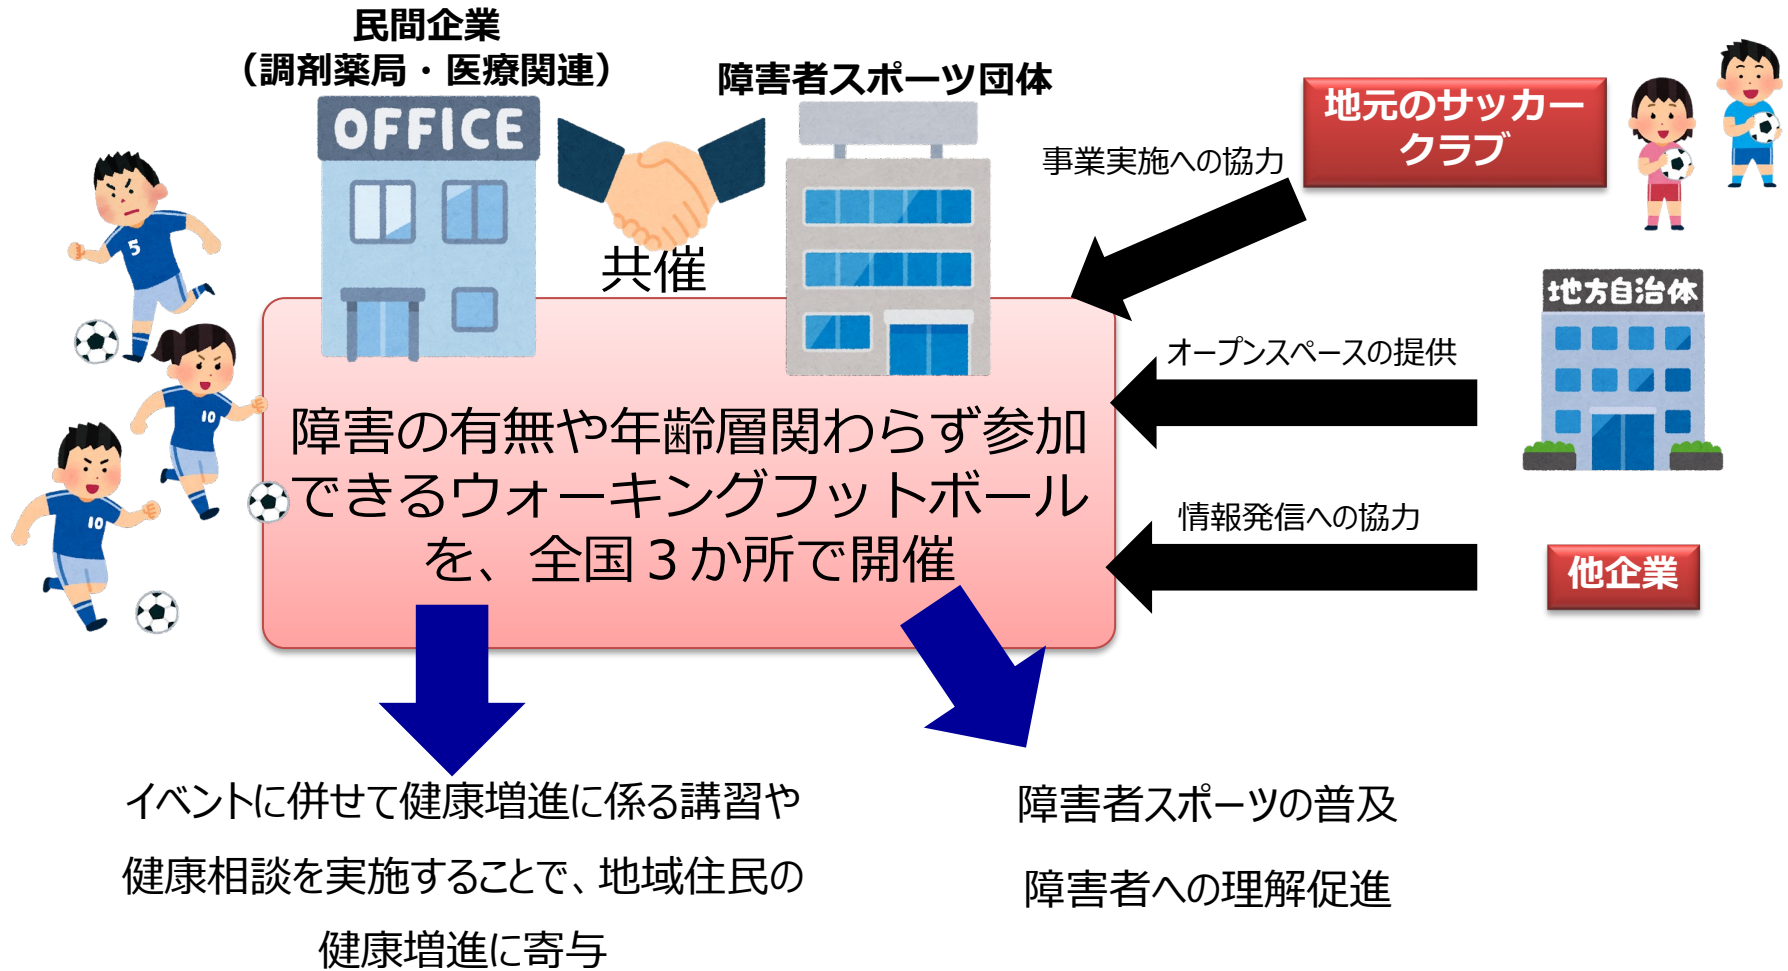 民間企業
（調剤薬局・医療関連）
障害者スポーツ団体
OFFICE
共催
地元のサッカー
クラブ
事業実施への協力
地方自治体
オープンスペースの提供
情報発信への協力
他企業
5
10
10
障害の有無や年齢層関わらず参加
できるウォーキングフットボール
を、全国３か所で開催
イベントに併せて健康増進に係る講習や
健康相談を実施することで、地域住民の
健康増進に寄与
障害者スポーツの普及
障害者への理解促進